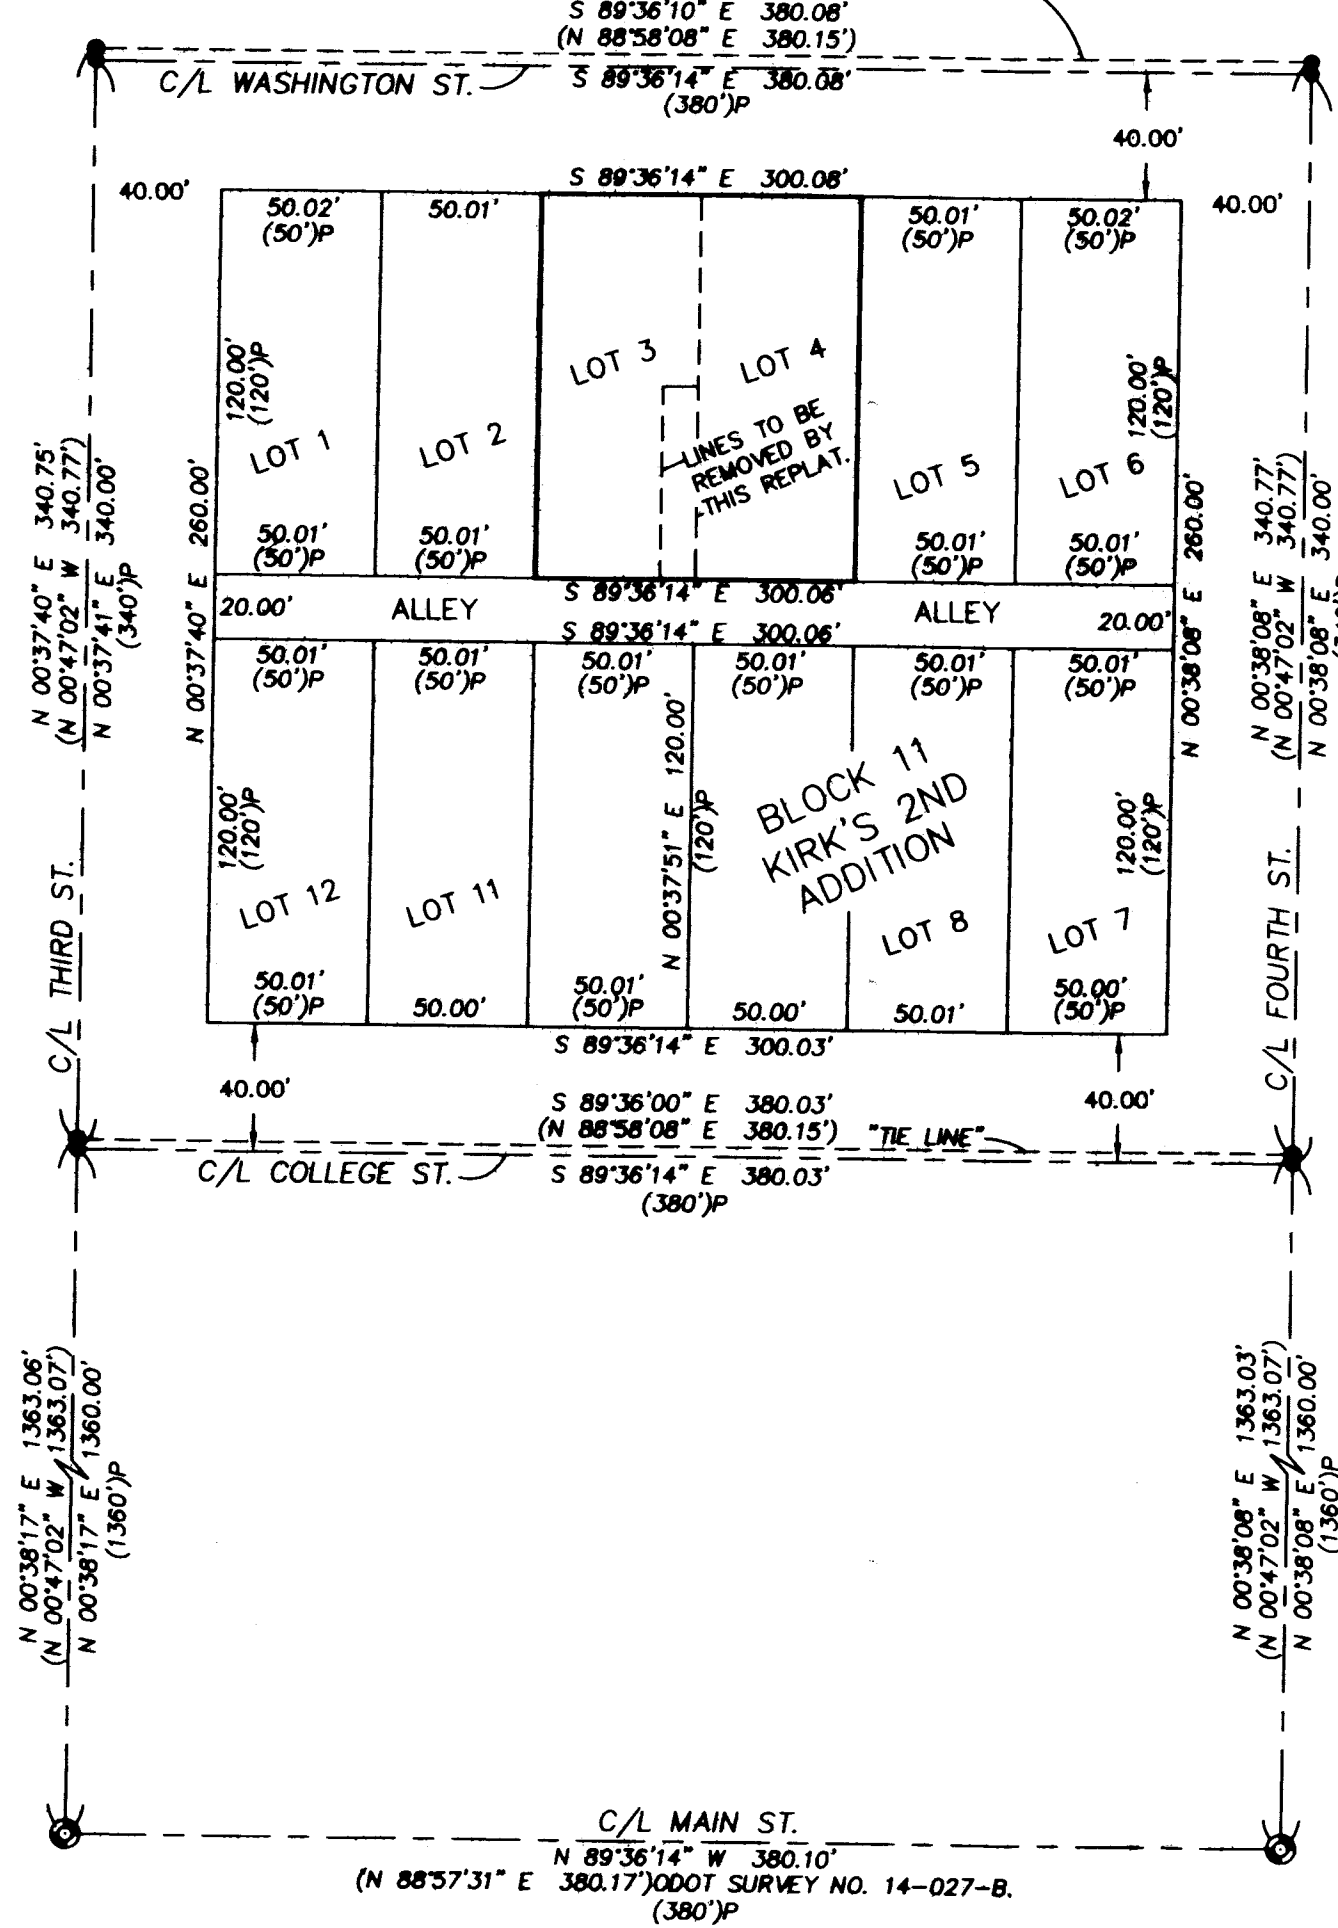 S 89°36'10" E 380.08'
(N 88°58'08" E 380.15')
C/L WASHINGTON ST.
S 89°36'14" E 380.08'
(380')P
40.00'
S 89°36'14" E 300.08'
40.00'
40.00'
50.02'
(50')P
50.01'
50.01'
(50')P
50.02'
(50')P
120.00'
(120')P
LOT 1
LOT 2
LOT 3
LOT 4
LINES TO BE
REMOVED BY
THIS REPLAT.
LOT 5
LOT 6
120.00'
(120')P
50.01'
(50')P
50.01'
(50')P
50.01'
(50')P
50.01'
(50')P
N 00°37'40" E 340.75'
(N 00°47'02" W 340.77')
N 00°37'41" E 340.00'
(340')P
N 00°37'40" E 260.00'
N 00°38'08" E 260.00'
N 00°38'08" E 340.77'
(N 00°47'02" W 340.77')
N 00°38'08" E 340.00'
S 89°36'14" E 300.06'
20.00'
ALLEY
ALLEY
20.00'
S 89°36'14" E 300.06'
50.01'
(50')P
50.01'
(50')P
50.01'
(50')P
50.01'
(50')P
50.01'
(50')P
50.01'
(50')P
120.00'
(120')P
N 00°37'51" E 120.00'
(120')P
BLOCK 11
KIRK'S 2ND
ADDITION
120.00'
(120')P
LOT 12
LOT 11
LOT 8
LOT 7
50.01'
(50')P
50.00'
50.01'
(50')P
50.00'
50.01'
50.00'
(50')P
S 89°36'14" E 300.03'
C/L THIRD ST.
C/L FOURTH ST.
40.00'
40.00'
S 89°36'00" E 380.03'
(N 88°58'08" E 380.15')
"TIE LINE"
C/L COLLEGE ST.
S 89°36'14" E 380.03'
(380')P
N 00°38'17" E 1363.06'
(N 00°47'02" W 1363.07')
N 00°38'17" E 1360.00'
(1360')P
N 00°38'08" E 1363.03'
(N 00°47'02" W 1363.07')
N 00°38'08" E 1360.00'
(1360')P
C/L MAIN ST.
N 89°36'14" W 380.10'
(N 88°57'31" E 380.17')ODOT SURVEY NO. 14-027-B.
(380')P